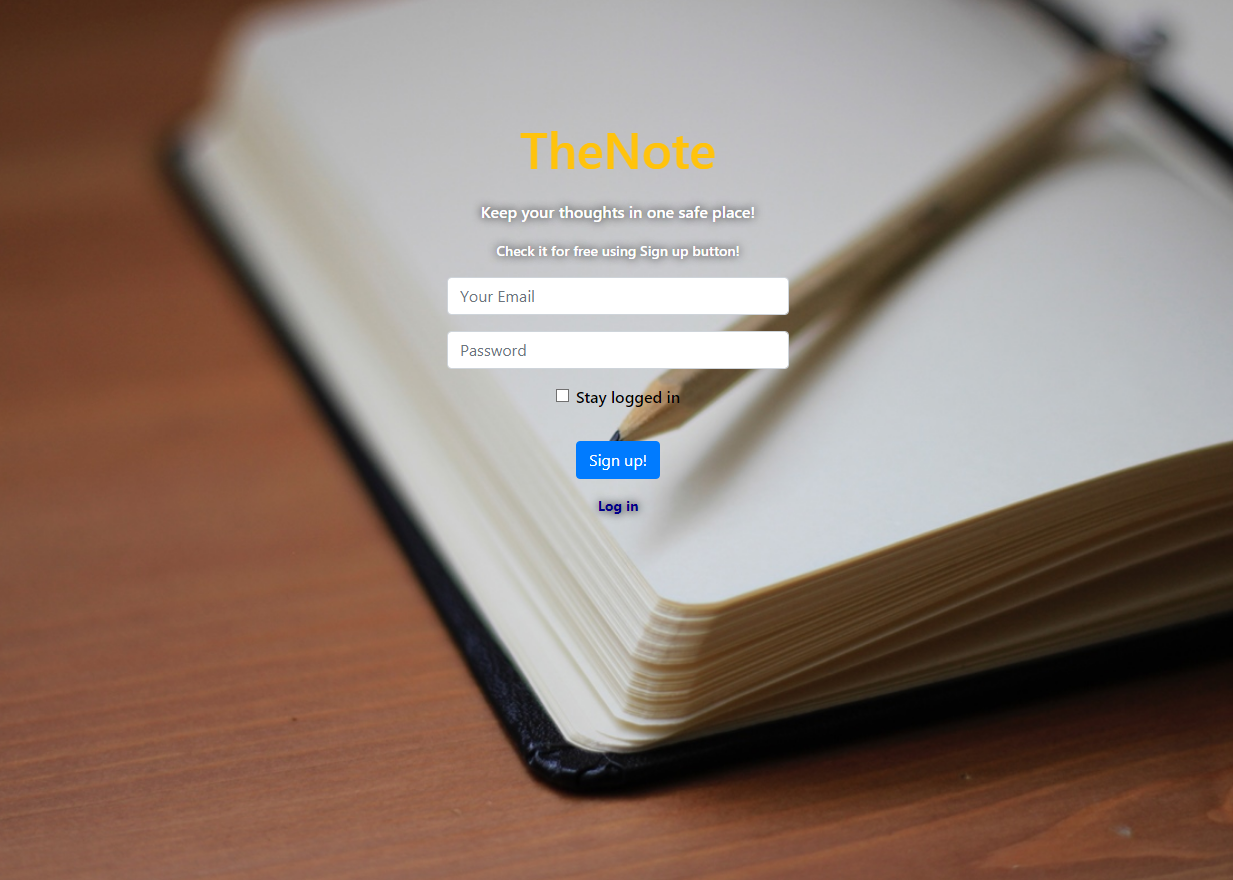 TheNote
Keep your thoughts in one safe place!
Check it for free using Sign up button!
Your Email
Password
Stay logged in
Sign up!
Log in